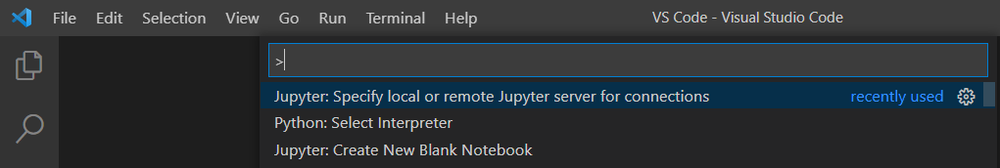 File Edit Selection View Go Run Terminal Help VS Code - Visual Studio Code
>
Jupyter: Specify local or remote Jupyter server for connections recently used
Python: Select Interpreter
Jupyter: Create New Blank Notebook